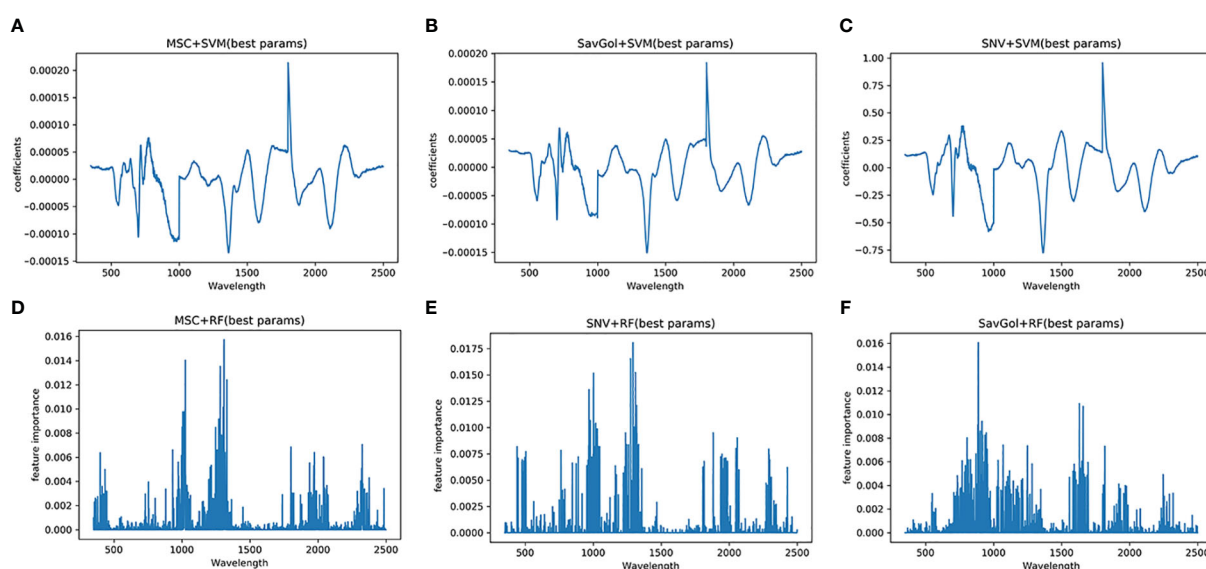 A
MSC+SVM(best params)
0.00020
0.00015
0.00010
0.00005
0.00000
−0.00005
−0.00010
−0.00015
coefficients
500 1000 1500 2000 2500
Wavelength
B
SavGol+SVM(best params)
0.00020
0.00015
0.00010
0.00005
0.00000
−0.00005
−0.00010
−0.00015
coefficients
500 1000 1500 2000 2500
Wavelength
C
SNV+SVM(best params)
1.00
0.75
0.50
0.25
0.00
−0.25
−0.50
−0.75
coefficients
500 1000 1500 2000 2500
Wavelength
D
MSC+RF(best params)
0.016
0.014
0.012
0.010
0.008
0.006
0.004
0.002
0.000
feature importance
500 1000 1500 2000 2500
Wavelength
E
SNV+RF(best params)
0.0175
0.0150
0.0125
0.0100
0.0075
0.0050
0.0025
0.0000
feature importance
500 1000 1500 2000 2500
Wavelength
F
SavGol+RF(best params)
0.016
0.014
0.012
0.010
0.008
0.006
0.004
0.002
0.000
feature importance
500 1000 1500 2000 2500
Wavelength